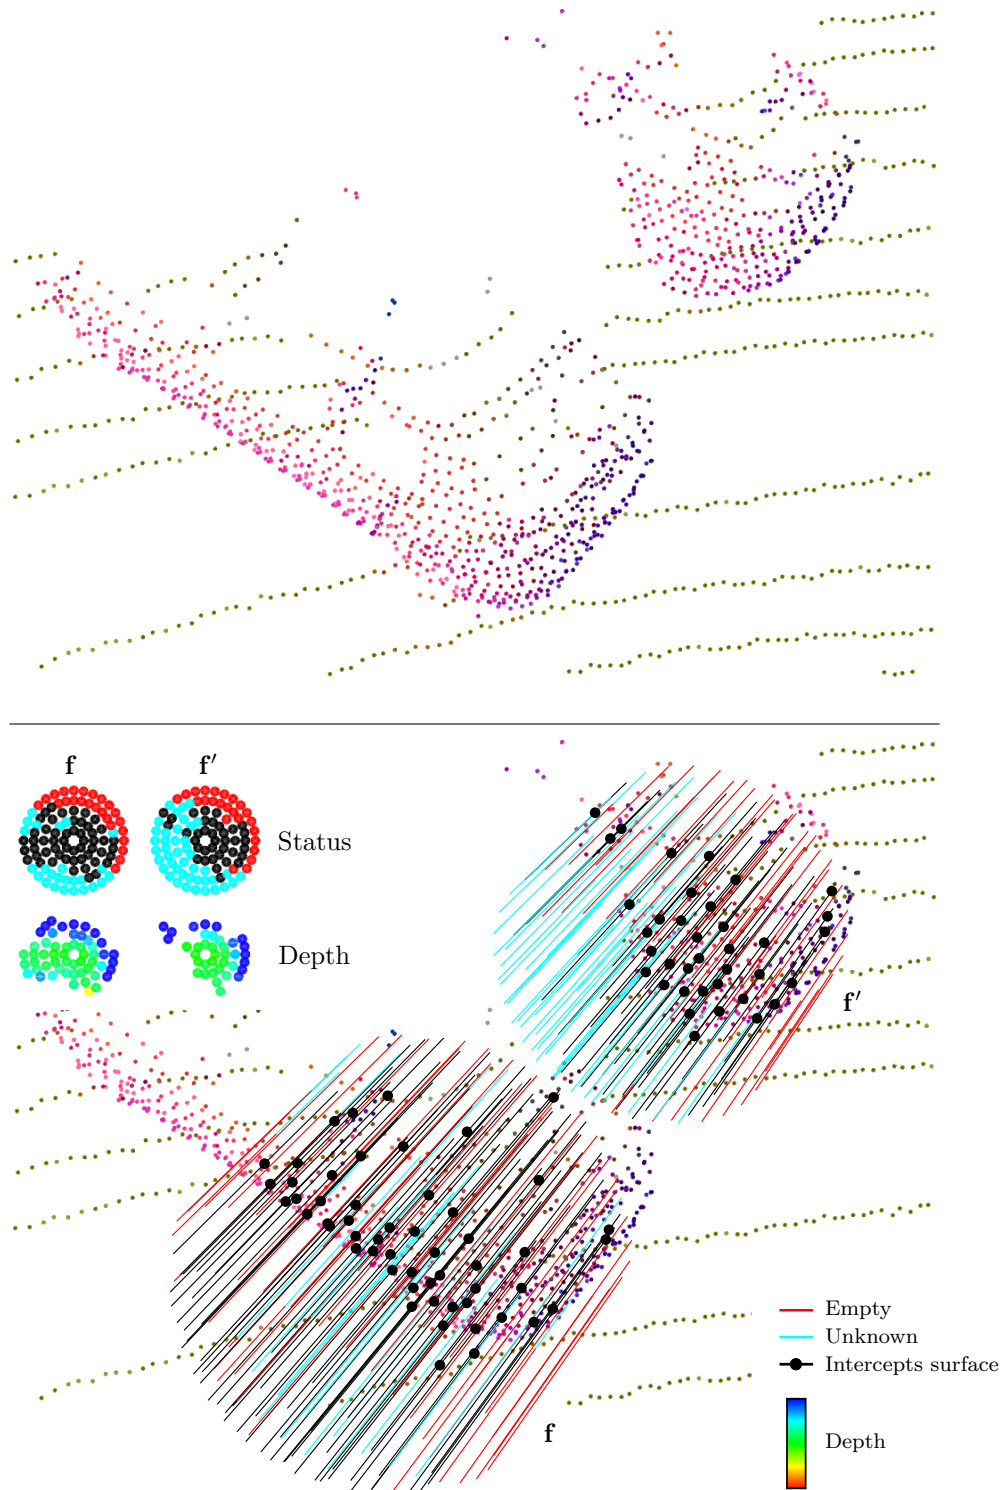 f f′
Status
Depth
f′
Empty
Unknown
Intercepts surface
f
Depth